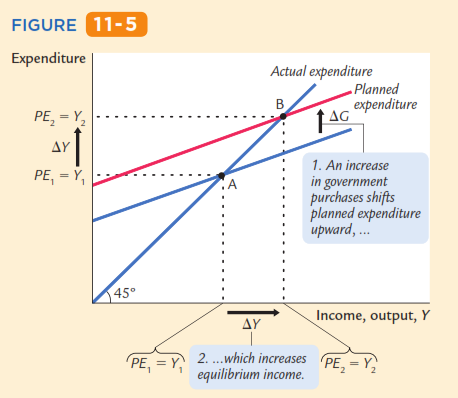 FIGURE 11-5
Expenditure
Actual expenditure
Planned
expenditure
B
PE₂ = Y₂
ΔG
ΔY
PE₁ = Y₁
A
1. An increase
in government
purchases shifts
planned expenditure
upward, ...
45°
Income, output, Y
ΔY
PE₁ = Y₁
2. ...which increases
equilibrium income.
PE₂ = Y₂